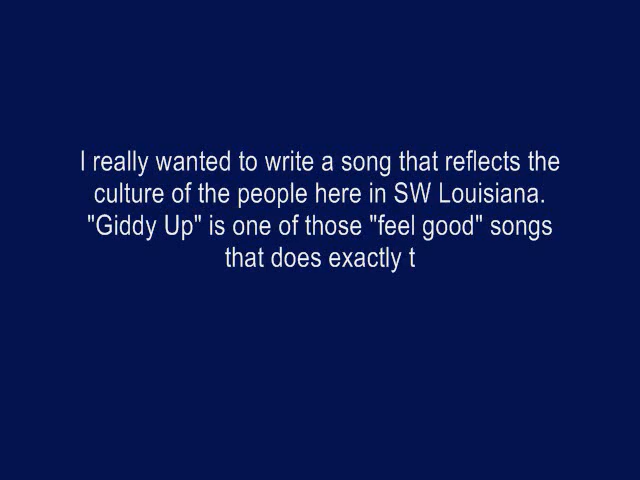 I really wanted to write a song that reflects the
culture of the people here in SW Louisiana.
"Giddy Up" is one of those "feel good" songs
that does exactly t